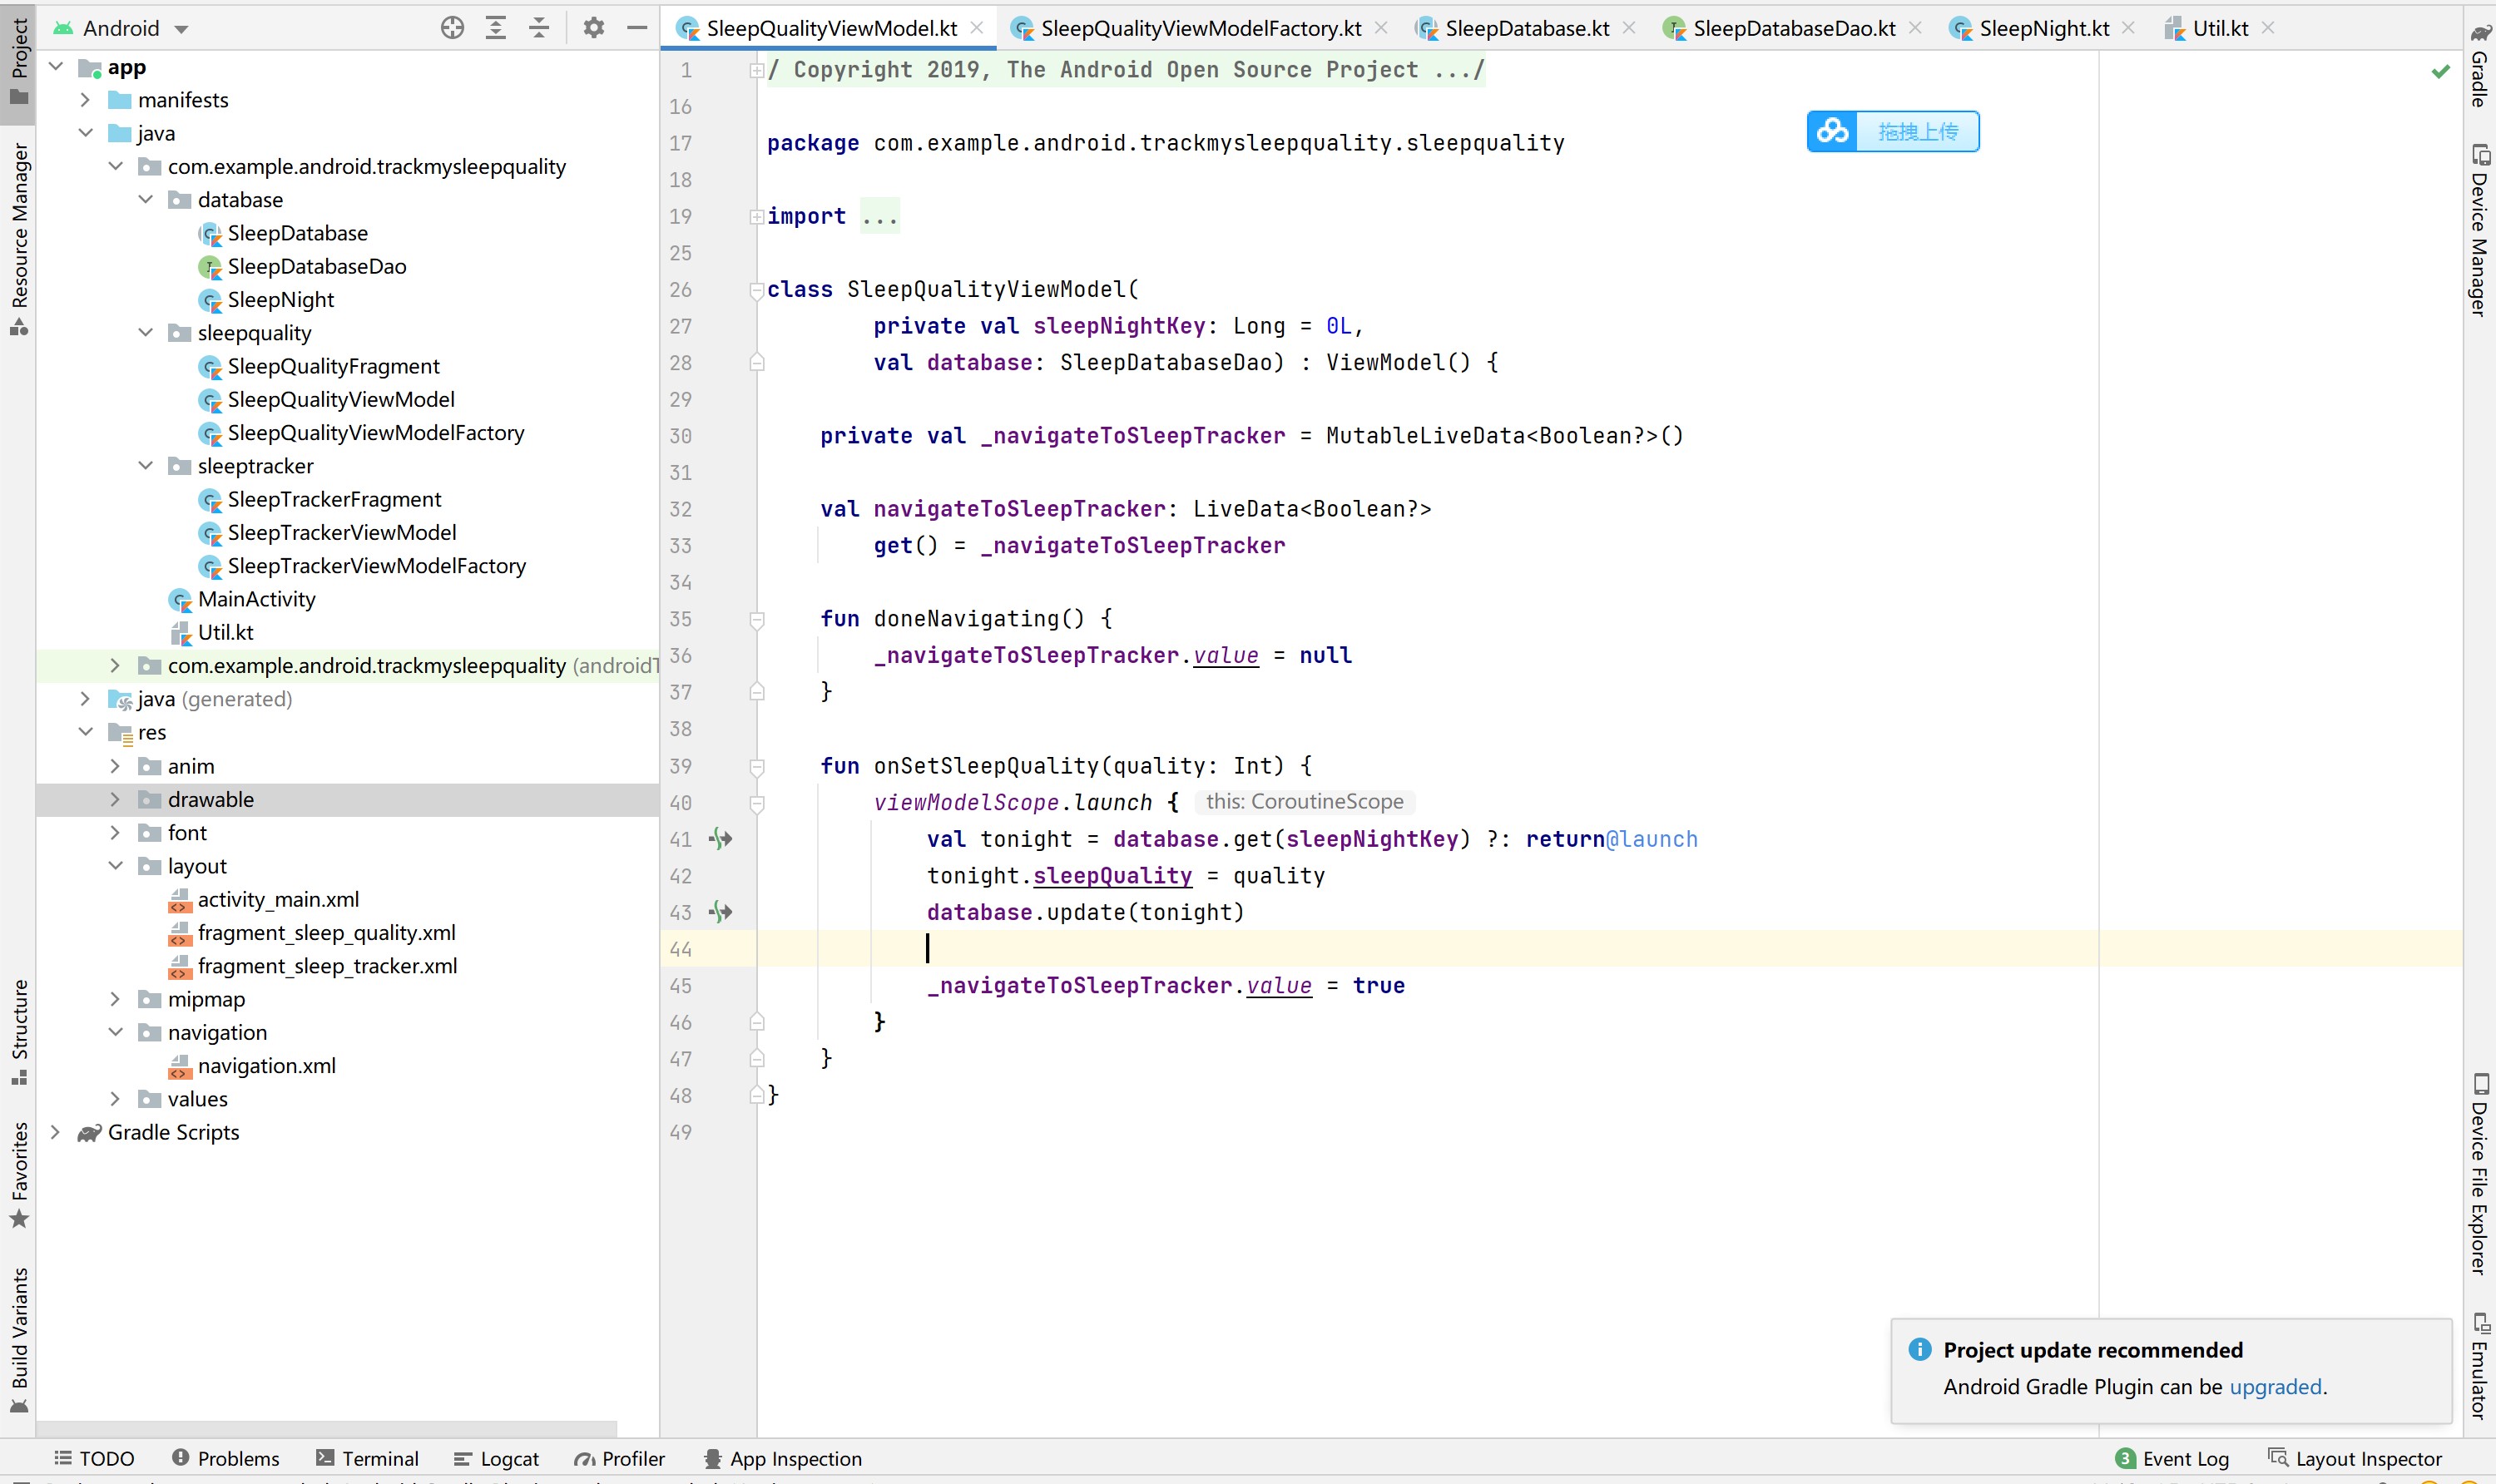 Android
SleepQualityViewModel.kt
SleepQualityViewModelFactory.kt
SleepDatabase.kt
SleepDatabaseDao.kt
SleepNight.kt
Util.kt
Project
Resource Manager
Structure
Favorites
Build Variants
app
manifests
java
com.example.android.trackmysleepquality
database
SleepDatabase
SleepDatabaseDao
SleepNight
sleepquality
SleepQualityFragment
SleepQualityViewModel
SleepQualityViewModelFactory
sleeptracker
SleepTrackerFragment
SleepTrackerViewModel
SleepTrackerViewModelFactory
MainActivity
Util.kt
com.example.android.trackmysleepquality (androidT
java (generated)
res
anim
drawable
font
layout
activity_main.xml
fragment_sleep_quality.xml
fragment_sleep_tracker.xml
mipmap
navigation
navigation.xml
values
Gradle Scripts
1 / Copyright 2019, The Android Open Source Project .../
16
17 package com.example.android.trackmysleepquality.sleepquality
18
19 import ...
25
26 class SleepQualityViewModel(
27 private val sleepNightKey: Long = 0L,
28 val database: SleepDatabaseDao) : ViewModel() {
29
30 private val _navigateToSleepTracker = MutableLiveData<Boolean?>()
31
32 val navigateToSleepTracker: LiveData<Boolean?>
33 get() = _navigateToSleepTracker
34
35 fun doneNavigating() {
36 _navigateToSleepTracker.value = null
37 }
38
39 fun onSetSleepQuality(quality: Int) {
40 viewModelScope.launch { this: CoroutineScope
41 val tonight = database.get(sleepNightKey) ?: return@launch
42 tonight.sleepQuality = quality
43 database.update(tonight)
44
45 _navigateToSleepTracker.value = true
46 }
47 }
48 }
49
拖拽上传
Gradle
Device Manager
Device File Explorer
Emulator
Project update recommended
Android Gradle Plugin can be upgraded.
TODO
Problems
Terminal
Logcat
Profiler
App Inspection
3 Event Log
Layout Inspector